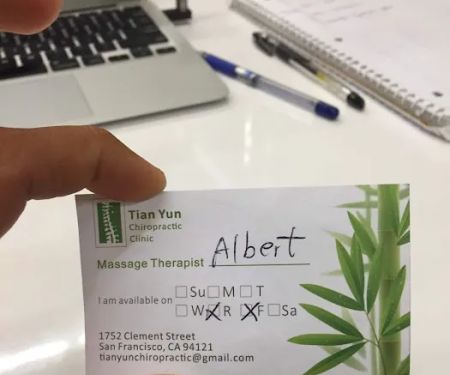 Tian Yun
Chiropractic
Clinic
Massage Therapist Albert
I am available on □Su □M □T
□W ☒R ☒F □Sa
1752 Clement Street
San Francisco, CA 94121
tianyunchiropractic@gmail.com